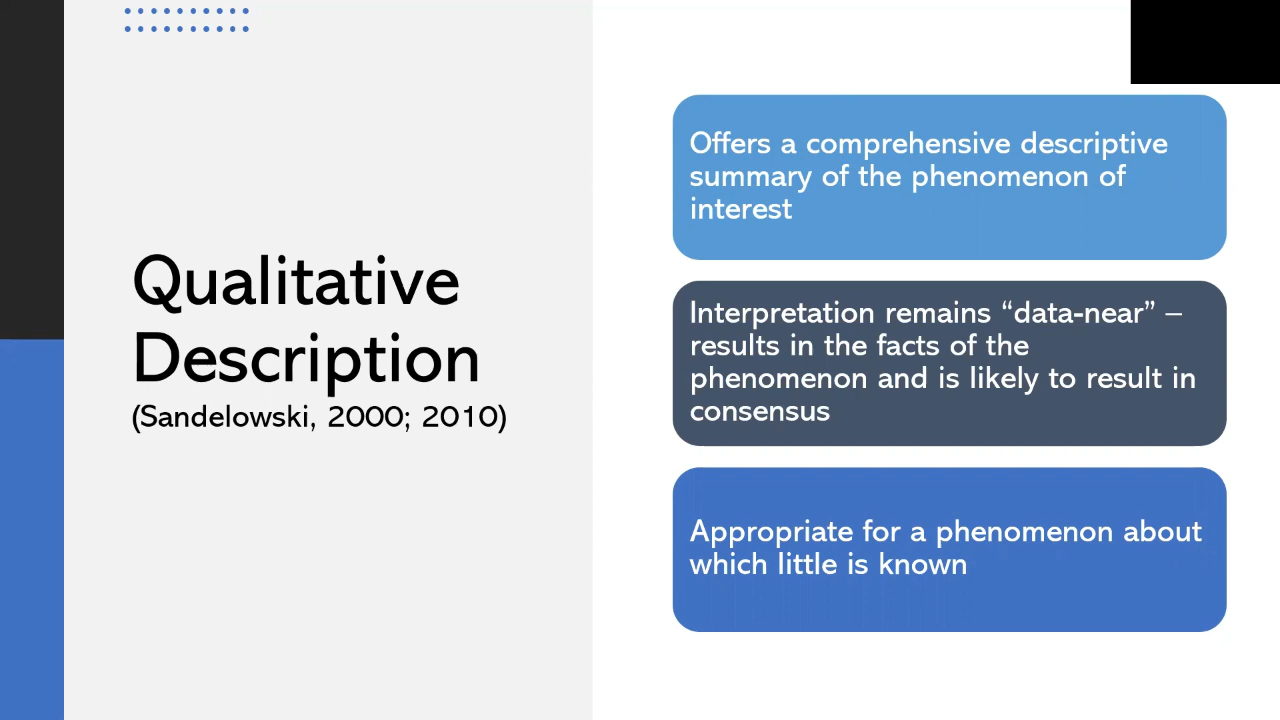 Qualitative
Description
(Sandelowski, 2000; 2010)
Offers a comprehensive descriptive
summary of the phenomenon of
interest
Interpretation remains “data-near” –
results in the facts of the
phenomenon and is likely to result in
consensus
Appropriate for a phenomenon about
which little is known